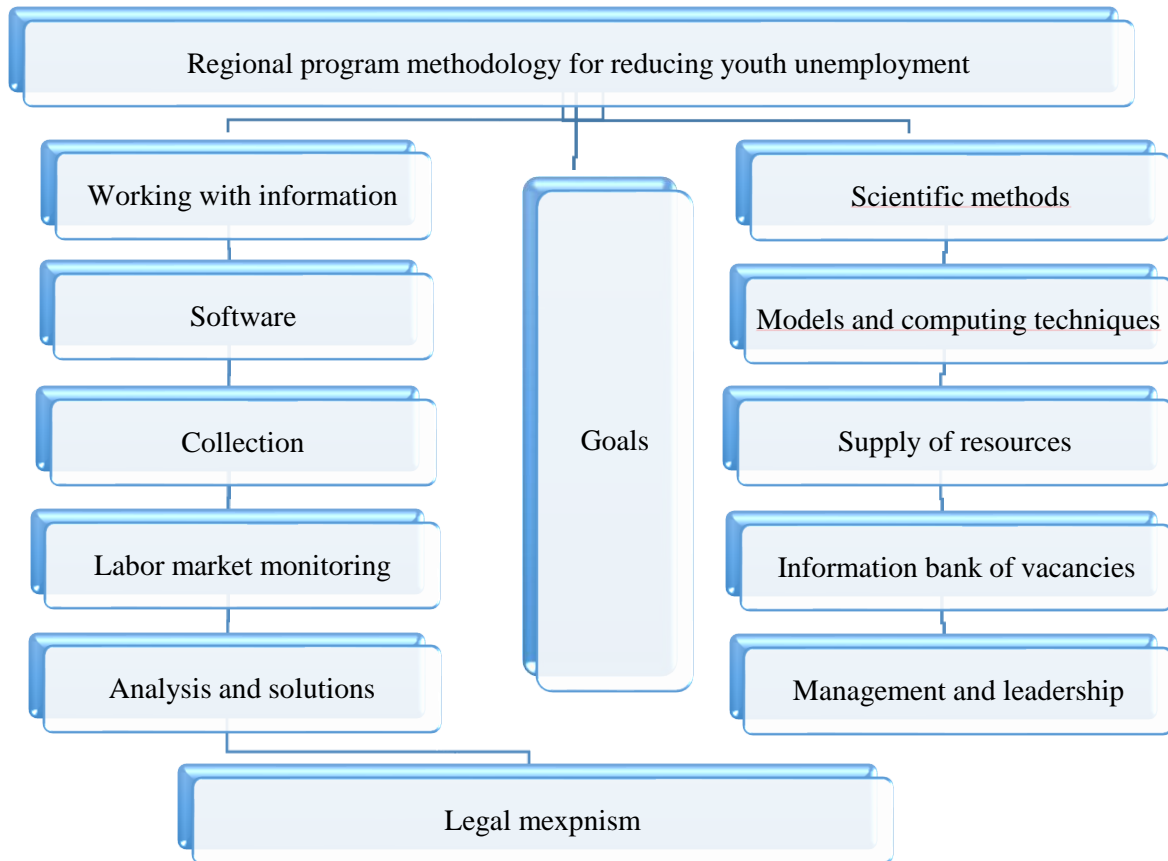 Regional program methodology for reducing youth unemployment
Working with information
Software
Collection
Labor market monitoring
Analysis and solutions
Goals
Scientific methods
Models and computing techniques
Supply of resources
Information bank of vacancies
Management and leadership
Legal mexpnism